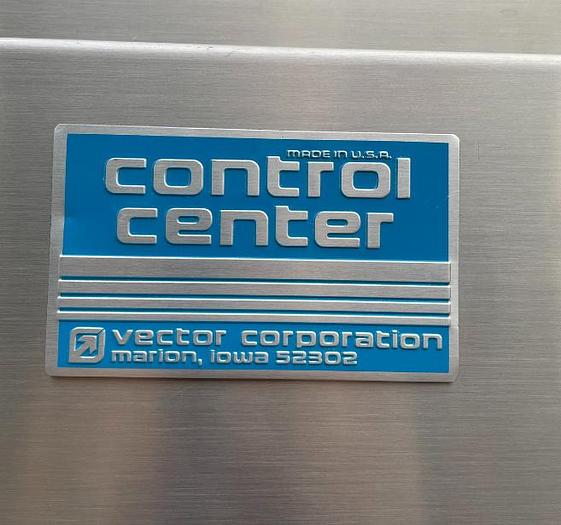 MADE IN U.S.A.
control
center
vector corporation
marion, iowa 52302